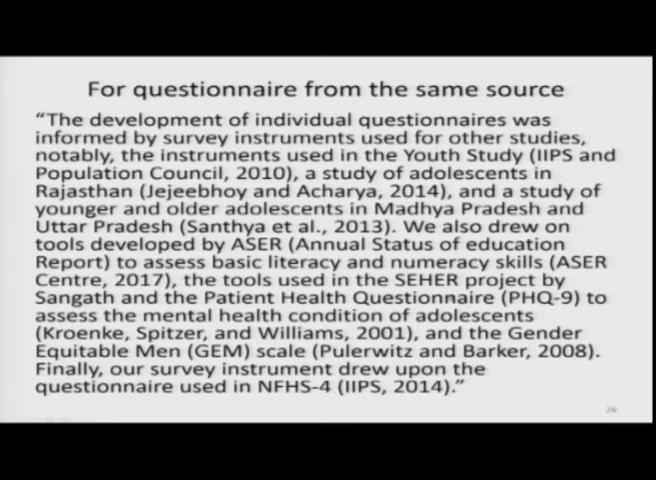 For questionnaire from the same source
“The development of individual questionnaires was
informed by survey instruments used for other studies,
notably, the instruments used in the Youth Study (IIPS and
Population Council, 2010), a study of adolescents in
Rajasthan (Jejeebhoy and Acharya, 2014), and a study of
younger and older adolescents in Madhya Pradesh and
Uttar Pradesh (Santhya et al., 2013). We also drew on
tools developed by ASER (Annual Status of education
Report) to assess basic literacy and numeracy skills (ASER
Centre, 2017), the tools used in the SEHER project by
Sangath and the Patient Health Questionnaire (PHQ-9) to
assess the mental health condition of adolescents
(Kroenke, Spitzer, and Williams, 2001), and the Gender
Equitable Men (GEM) scale (Pulerwitz and Barker, 2008).
Finally, our survey instrument drew upon the
questionnaire used in NFHS-4 (IIPS, 2014).”
26